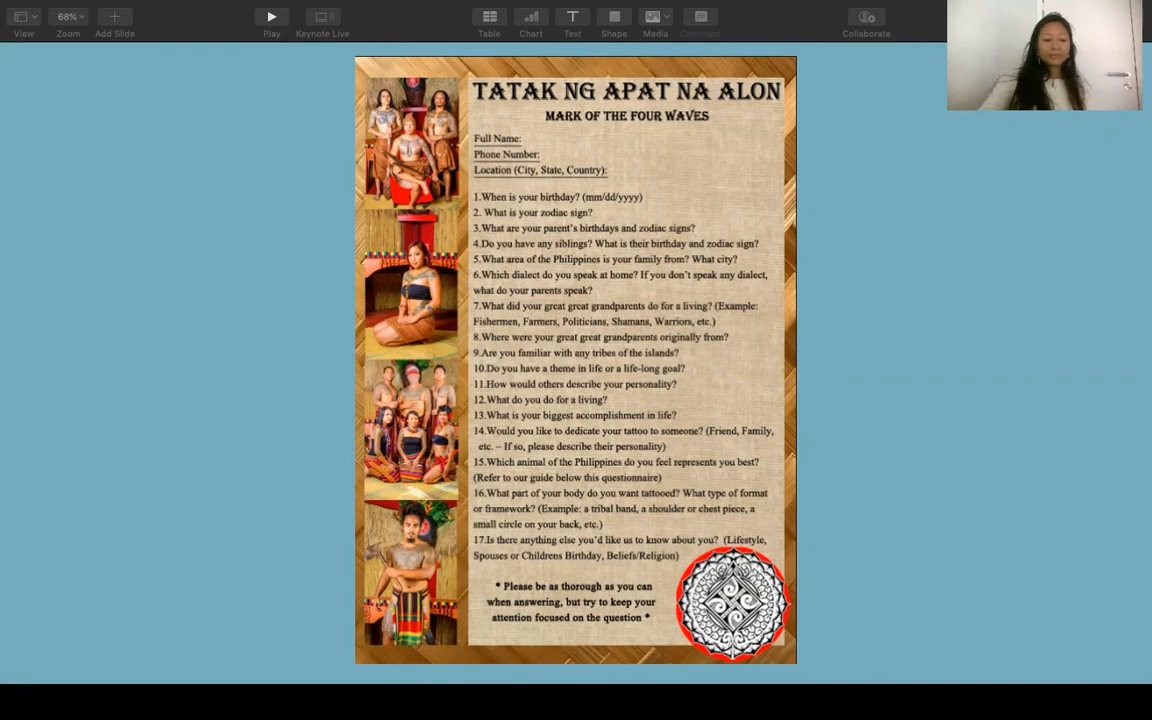 68%
View
Zoom
Add Slide
Play
Keynote Live
Table
Chart
Text
Shape
Media
Comment
Collaborate
TATAK NG APAT NA ALON
MARK OF THE FOUR WAVES
Full Name:
Phone Number:
Location (City, State, Country):
1.When is your birthday? (mm/dd/yyyy)
2. What is your zodiac sign?
3.What are your parent's birthdays and zodiac signs?
4.Do you have any siblings? What is their birthday and zodiac sign?
5.What area of the Philippines is your family from? What city?
6.Which dialect do you speak at home? If you don't speak any dialect,
what do your parents speak?
7.What did your great great grandparents do for a living? (Example:
Fishermen, Farmers, Politicians, Shamans, Warriors, etc.)
8.Where were your great great grandparents originally from?
9.Are you familiar with any tribes of the islands?
10.Do you have a theme in life or a life-long goal?
11.How would others describe your personality?
12.What do you do for a living?
13.What is your biggest accomplishment in life?
14.Would you like to dedicate your tattoo to someone? (Friend, Family,
etc. – If so, please describe their personality)
15.Which animal of the Philippines do you feel represents you best?
(Refer to our guide below this questionnaire)
16.What part of your body do you want tattooed? What type of format
or framework? (Example: a tribal band, a shoulder or chest piece, a
small circle on your back, etc.)
17.Is there anything else you'd like us to know about you? (Lifestyle,
Spouses or Childrens Birthday, Beliefs/Religion)
* Please be as thorough as you can
when answering, but try to keep your
attention focused on the question *